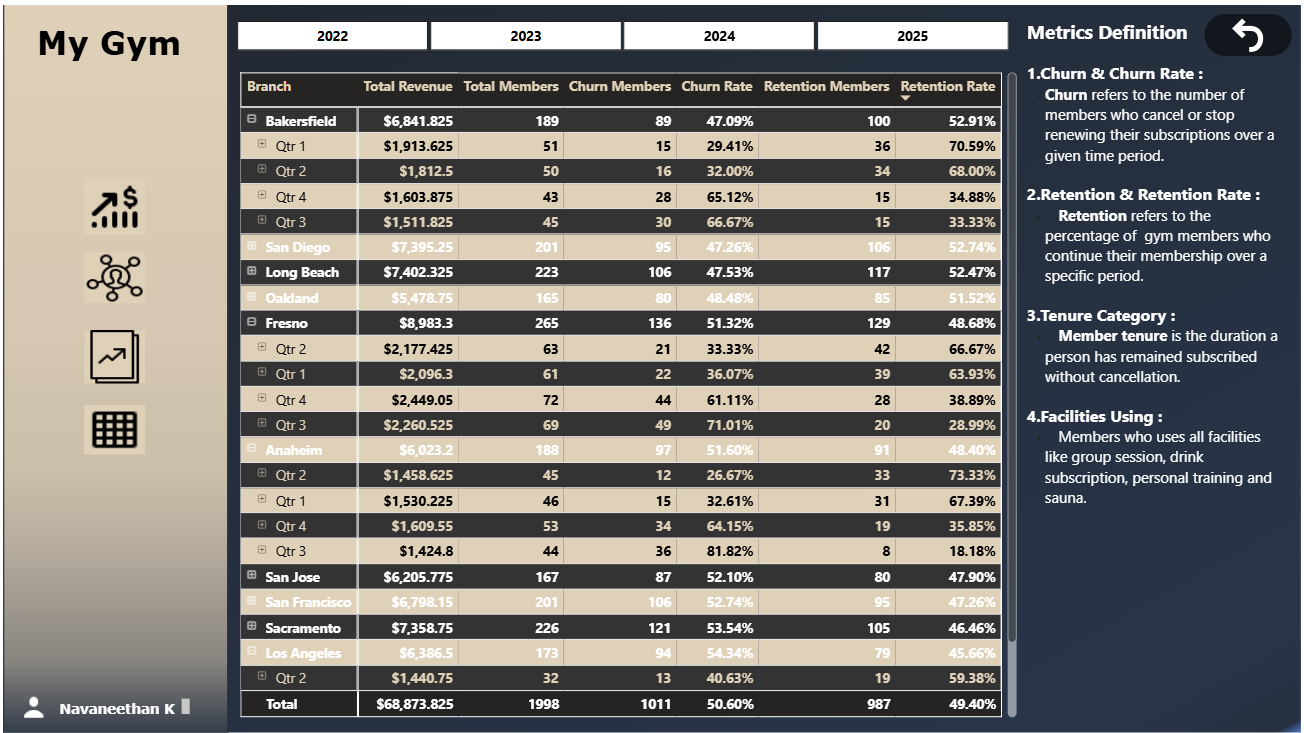 My Gym
2022 2023 2024 2025
Branch Total Revenue Total Members Churn Members Churn Rate Retention Members Retention Rate
Bakersfield $6,841.825 189 89 47.09% 100 52.91%
Qtr 1 $1,913.625 51 15 29.41% 36 70.59%
Qtr 2 $1,812.5 50 16 32.00% 34 68.00%
Qtr 4 $1,603.875 43 28 65.12% 15 34.88%
Qtr 3 $1,511.825 45 30 66.67% 15 33.33%
San Diego $7,395.25 201 95 47.26% 106 52.74%
Long Beach $7,402.325 223 106 47.53% 117 52.47%
Oakland $5,478.75 165 80 48.48% 85 51.52%
Fresno $8,983.3 265 136 51.32% 129 48.68%
Qtr 2 $2,177.425 63 21 33.33% 42 66.67%
Qtr 1 $2,096.3 61 22 36.07% 39 63.93%
Qtr 4 $2,449.05 72 44 61.11% 28 38.89%
Qtr 3 $2,260.525 69 49 71.01% 20 28.99%
Anaheim $6,023.2 188 97 51.60% 91 48.40%
Qtr 2 $1,458.625 45 12 26.67% 33 73.33%
Qtr 1 $1,530.225 46 15 32.61% 31 67.39%
Qtr 4 $1,609.55 53 34 64.15% 19 35.85%
Qtr 3 $1,424.8 44 36 81.82% 8 18.18%
San Jose $6,205.775 167 87 52.10% 80 47.90%
San Francisco $6,798.15 201 106 52.74% 95 47.26%
Sacramento $7,358.75 226 121 53.54% 105 46.46%
Los Angeles $6,386.5 173 94 54.34% 79 45.66%
Qtr 2 $1,440.75 32 13 40.63% 19 59.38%
Total $68,873.825 1998 1011 50.60% 987 49.40%
Metrics Definition
1.Churn & Churn Rate :
Churn refers to the number of
members who cancel or stop
renewing their subscriptions over a
given time period.
2.Retention & Retention Rate :
Retention refers to the
percentage of gym members who
continue their membership over a
specific period.
3.Tenure Category :
Member tenure is the duration a
person has remained subscribed
without cancellation.
4.Facilities Using :
Members who uses all facilities
like group session, drink
subscription, personal training and
sauna.
Navaneethan K